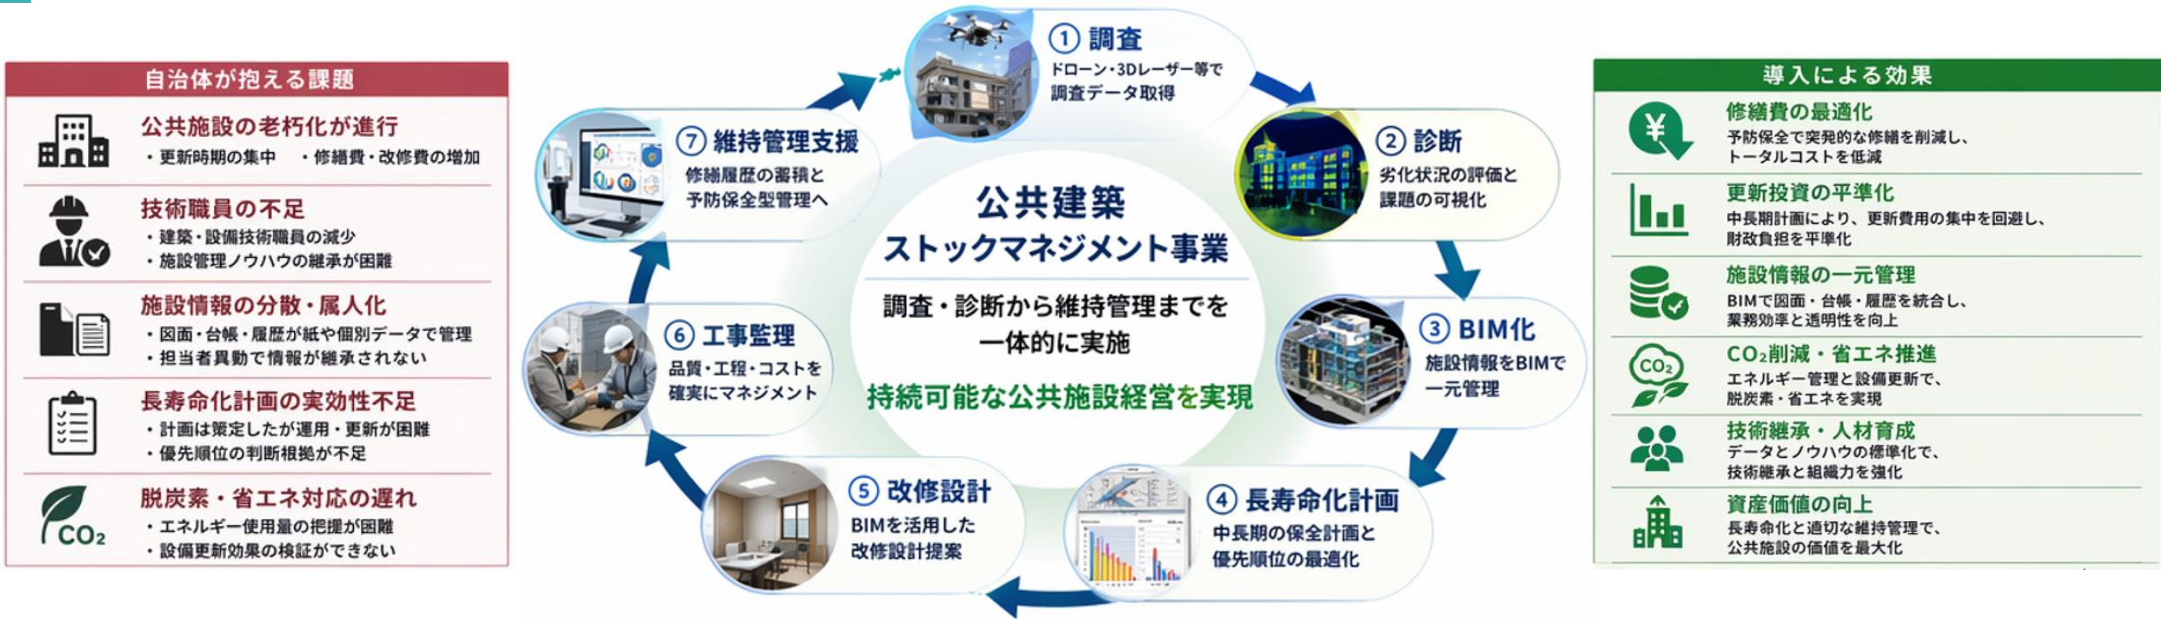 自治体が抱える課題
公共施設の老朽化が進行
・更新時期の集中　・修繕費・改修費の増加
技術職員の不足
・建築・設備技術職員の減少
・施設管理ノウハウの継承が困難
施設情報の分散・属人化
・図面・台帳・履歴が紙や個別データで管理
・担当者異動で情報が継承されない
長寿命化計画の実効性不足
・計画は策定したが運用・更新が困難
・優先順位の判断根拠が不足
CO₂
脱炭素・省エネ対応の遅れ
・エネルギー使用量の把握が困難
・設備更新効果の検証ができない
① 調査
ドローン・3Dレーザー等で
調査データ取得
② 診断
劣化状況の評価と
課題の可視化
③ BIM化
施設情報をBIMで
一元管理
④ 長寿命化計画
中長期の保全計画と
優先順位の最適化
⑤ 改修設計
BIMを活用した
改修設計提案
⑥ 工事監理
品質・工程・コストを
確実にマネジメント
⑦ 維持管理支援
修繕履歴の蓄積と
予防保全型管理へ
公共建築
ストックマネジメント事業
調査・診断から維持管理までを
一体的に実施
持続可能な公共施設経営を実現
導入による効果
¥
修繕費の最適化
予防保全で突発的な修繕を削減し、
トータルコストを低減
更新投資の平準化
中長期計画により、更新費用の集中を回避し、
財政負担を平準化
施設情報の一元管理
BIMで図面・台帳・履歴を統合し、
業務効率と透明性を向上
CO₂
CO₂削減・省エネ推進
エネルギー管理と設備更新で、
脱炭素・省エネを実現
技術継承・人材育成
データとノウハウの標準化で、
技術継承と組織力を強化
資産価値の向上
長寿命化と適切な維持管理で、
公共施設の価値を最大化